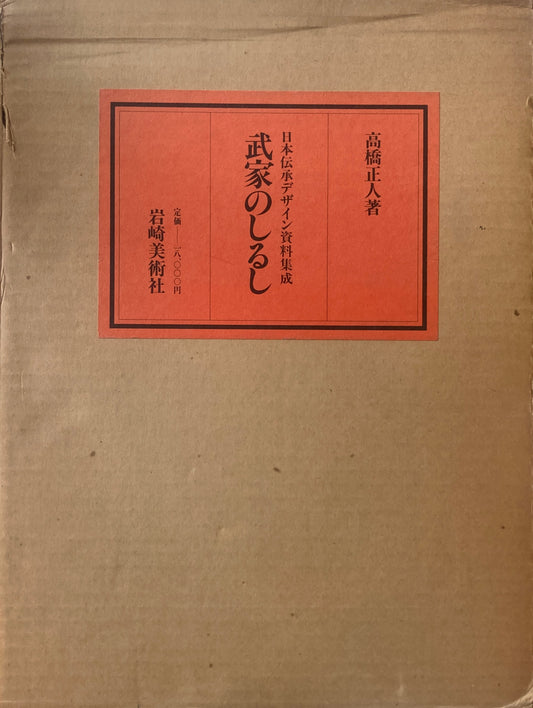 高橋正人著
日本伝承デザイン資料集成
武家のしるし
定価──一八,〇〇〇円
岩崎美術社